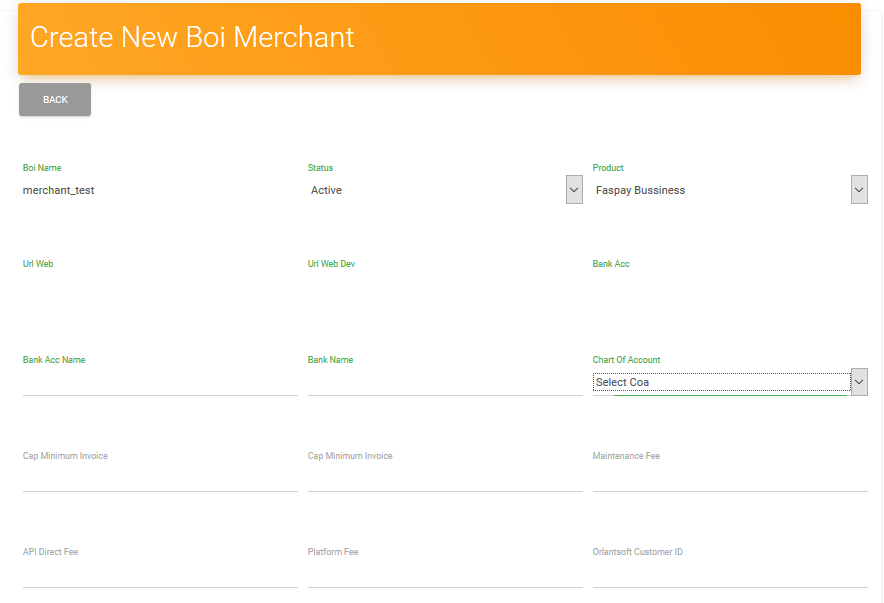 Create New Boi Merchant
BACK
Boi Name Status Product
merchant_test Active Faspay Bussiness
Url Web Url Web Dev Bank Acc
Bank Acc Name Bank Name Chart Of Account
Select Coa
Cap Minimum Invoice Cap Minimum Invoice Maintenance Fee
API Direct Fee Platform Fee Orlantsoft Customer ID